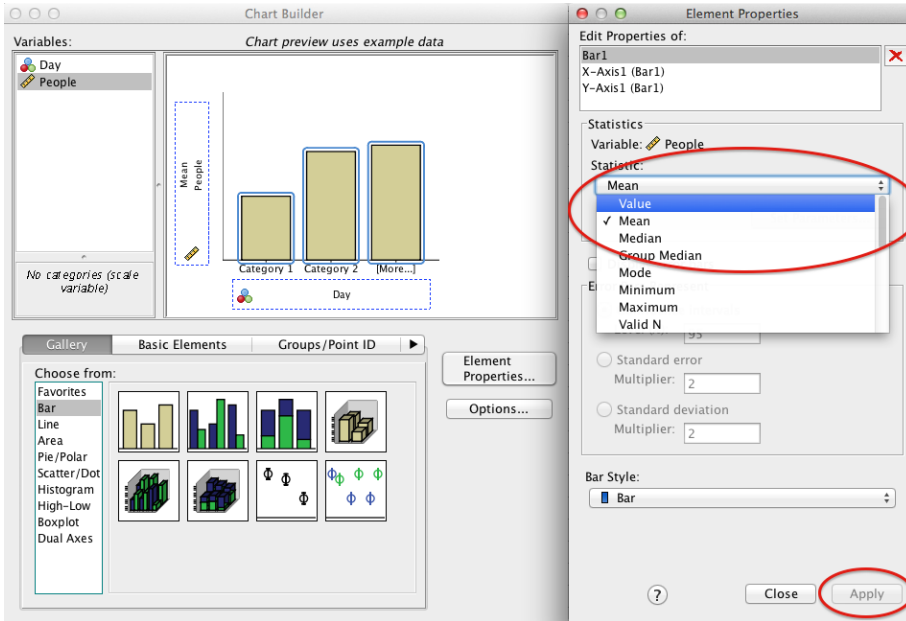 Chart Builder
Variables:
Chart preview uses example data
Day
People
No categories (scale
variable)
Mean
People
Category 1 Category 2 [More...]
Day
Gallery
Basic Elements
Groups/Point ID
Choose from:
Favorites
Bar
Line
Area
Pie/Polar
Scatter/Dot
Histogram
High-Low
Boxplot
Dual Axes
Element
Properties...
Options...
Element Properties
Edit Properties of:
Bar1
X-Axis1 (Bar1)
Y-Axis1 (Bar1)
Statistics
Variable: People
Statistic:
Mean
Value
✓ Mean
Median
Group Median
Mode
Minimum
Maximum
Valid N
95
Standard error
Multiplier: 2
Standard deviation
Multiplier: 2
Bar Style:
Bar
?
Close
Apply